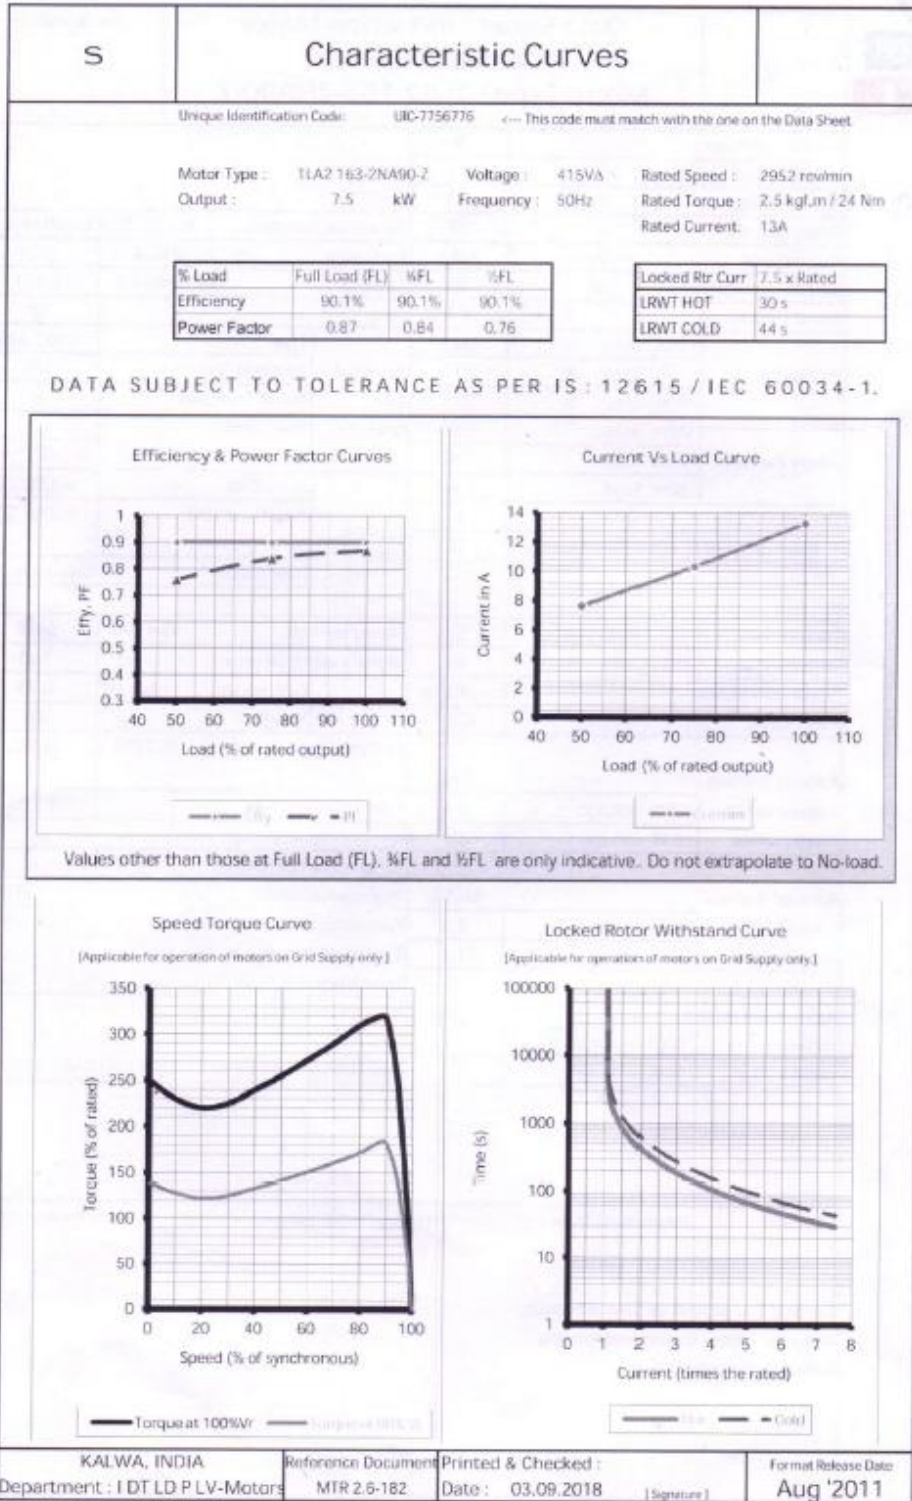 S
Characteristic Curves
Unique Identification Code: UIC-7756776 <--- This code must match with the one on the Data Sheet
Motor Type : 1LA2 163-2NA90-Z Voltage : 415VΔ Rated Speed : 2952 rev/min
Output : 7.5 kW Frequency : 50Hz Rated Torque : 2.5 kgf.m / 24 Nm
Rated Current. 13A
% Load Full Load (FL) ¾FL ½FL
Efficiency 90.1% 90.1% 90.1%
Power Factor 0.87 0.84 0.76
Locked Rtr Curr 7.5 x Rated
LRWT HOT 30 s
LRWT COLD 44 s
DATA SUBJECT TO TOLERANCE AS PER IS : 12615 / IEC 60034-1.
Efficiency & Power Factor Curves
Effy, PF
1
0.9
0.8
0.7
0.6
0.5
0.4
0.3
40 50 60 70 80 90 100 110
Load (% of rated output)
Effy PF
Current Vs Load Curve
Current in A
14
12
10
8
6
4
2
0
40 50 60 70 80 90 100 110
Load (% of rated output)
Current
Values other than those at Full Load (FL), ¾FL and ½FL are only indicative. Do not extrapolate to No-load.
Speed Torque Curve
[Applicable for operation of motors on Grid Supply only.]
Torque (% of rated)
350
300
250
200
150
100
50
0
0 20 40 60 80 100
Speed (% of synchronous)
Torque at 100%Vr
Locked Rotor Withstand Curve
[Applicable for operation of motors on Grid Supply only.]
Time (s)
100000
10000
1000
100
10
1
0 1 2 3 4 5 6 7 8
Current (times the rated)
Cold
KALWA, INDIA
Department : I DT LD P LV-Motors
Reference Document
MTR 2.6-182
Printed & Checked :
Date : 03.09.2018 [ Signature ]
Format Release Date
Aug '2011